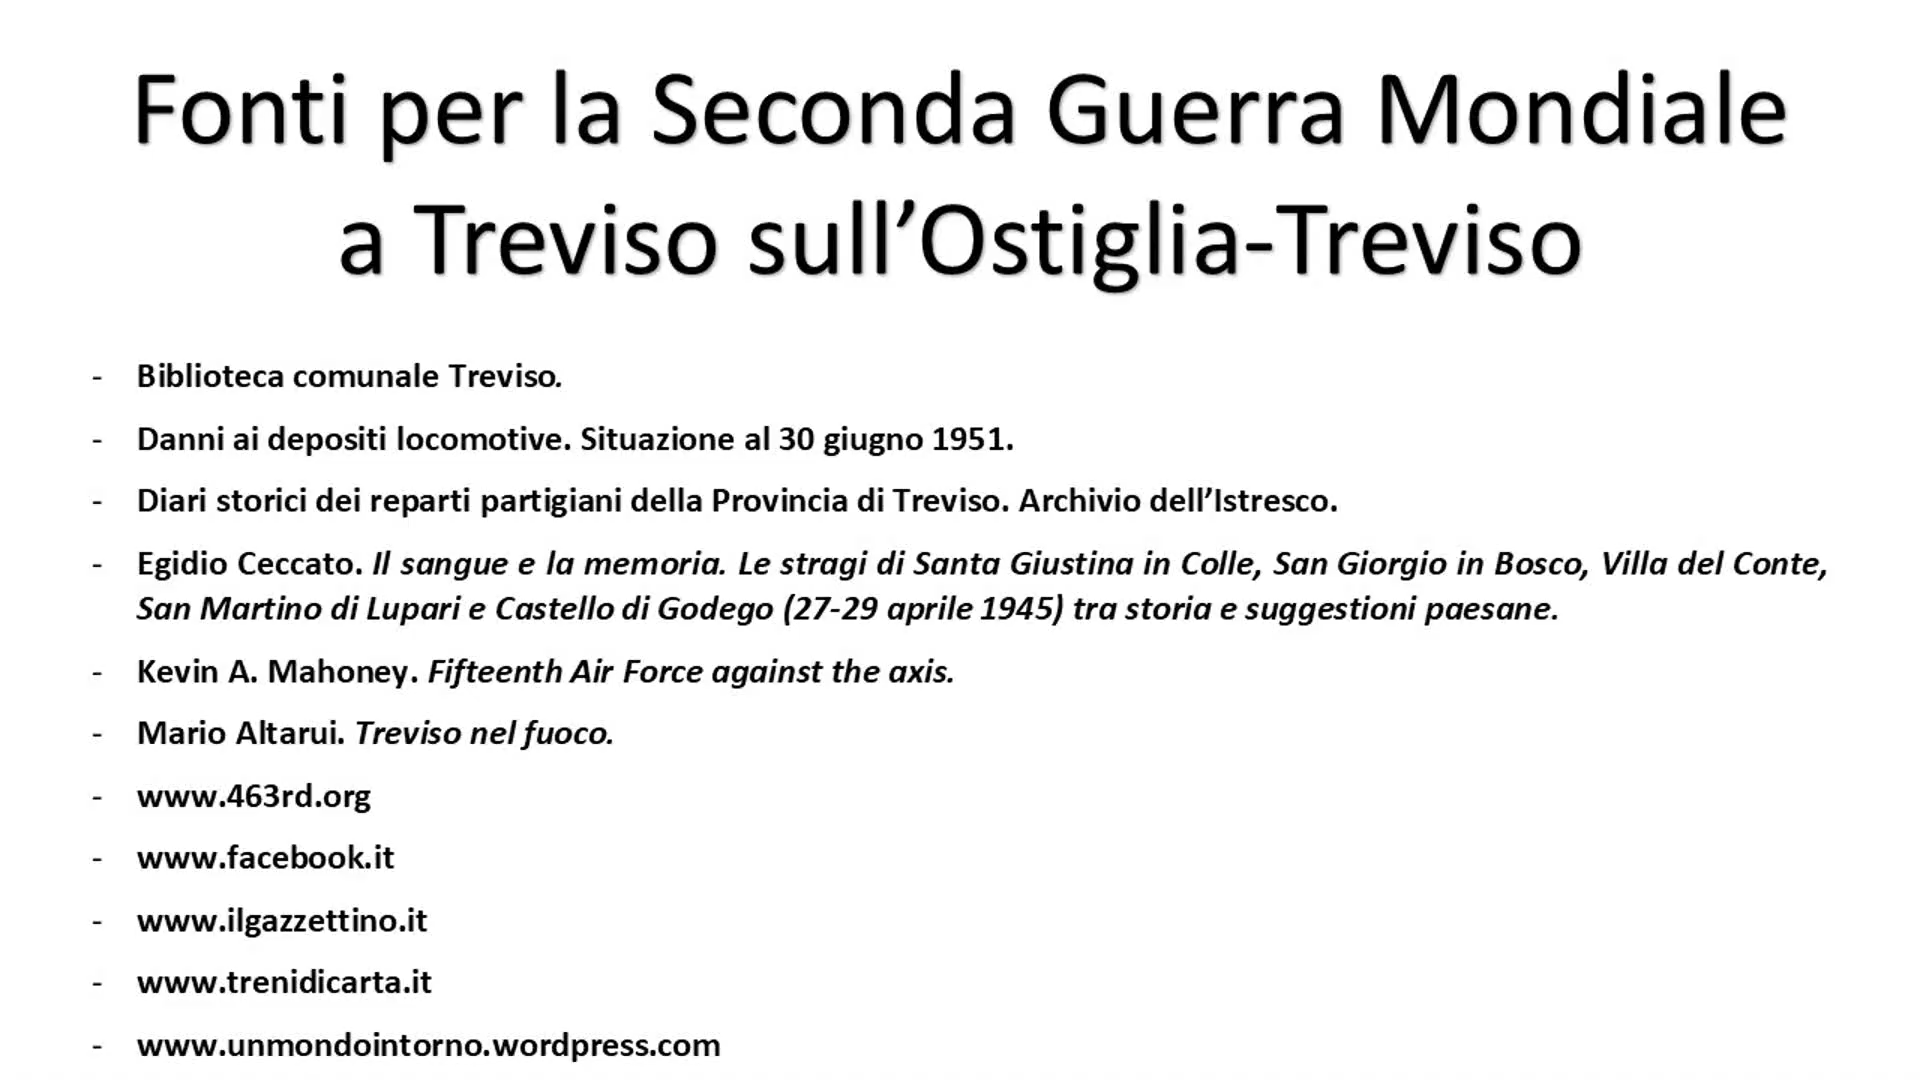 Fonti per la Seconda Guerra Mondiale
a Treviso sull’Ostiglia-Treviso
- Biblioteca comunale Treviso.
- Danni ai depositi locomotive. Situazione al 30 giugno 1951.
- Diari storici dei reparti partigiani della Provincia di Treviso. Archivio dell’Istresco.
- Egidio Ceccato. Il sangue e la memoria. Le stragi di Santa Giustina in Colle, San Giorgio in Bosco, Villa del Conte,
San Martino di Lupari e Castello di Godego (27-29 aprile 1945) tra storia e suggestioni paesane.
- Kevin A. Mahoney. Fifteenth Air Force against the axis.
- Mario Altarui. Treviso nel fuoco.
- www.463rd.org
- www.facebook.it
- www.ilgazzettino.it
- www.trenidicarta.it
- www.unmondointorno.wordpress.com